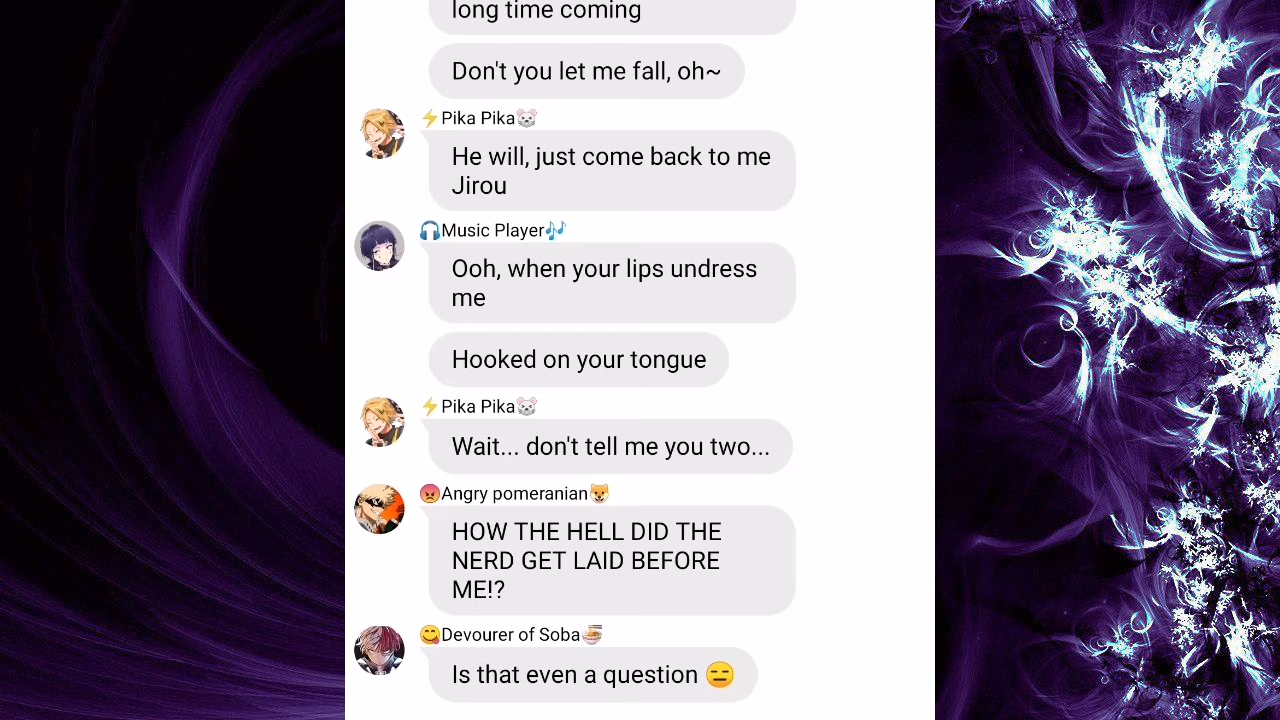 long time coming
Don't you let me fall, oh~
⚡Pika Pika🐭
He will, just come back to me
Jirou
🎧Music Player🎶
Ooh, when your lips undress
me
Hooked on your tongue
⚡Pika Pika🐭
Wait... don't tell me you two...
😡Angry pomeranian🐕
HOW THE HELL DID THE
NERD GET LAID BEFORE
ME!?
😋Devourer of Soba🍜
Is that even a question 😑